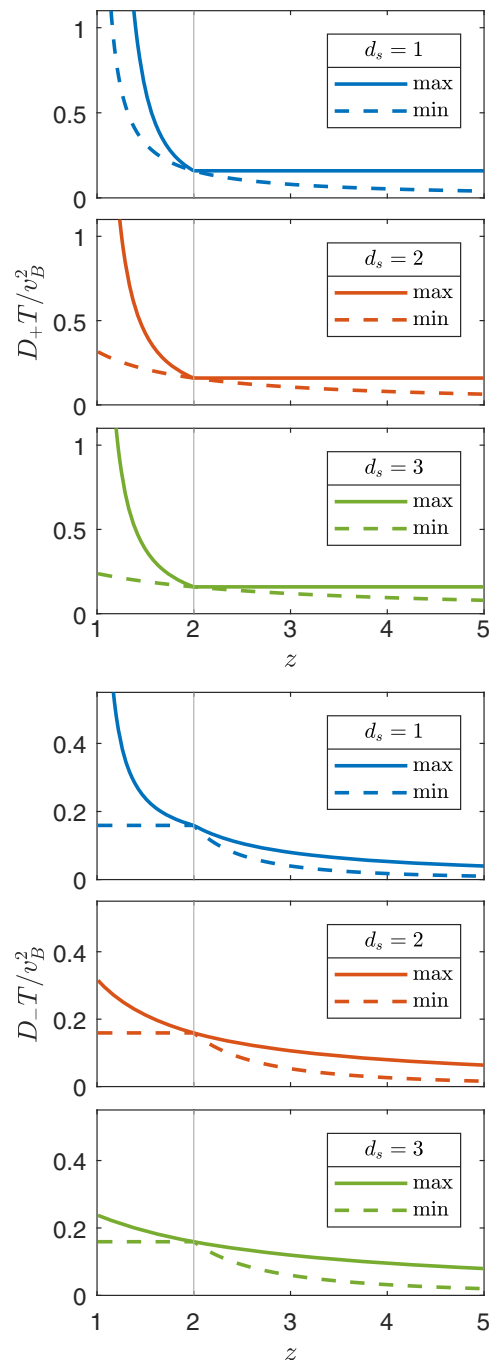 1
0.5
0
d_s = 1
max
min
1
0.5
0
D_+T/v_B^2
d_s = 2
max
min
1
0.5
0
d_s = 3
max
min
1 2 3 4 5
z
0.4
0.2
0
d_s = 1
max
min
0.4
0.2
0
D_−T/v_B^2
d_s = 2
max
min
0.4
0.2
0
d_s = 3
max
min
1 2 3 4 5
z